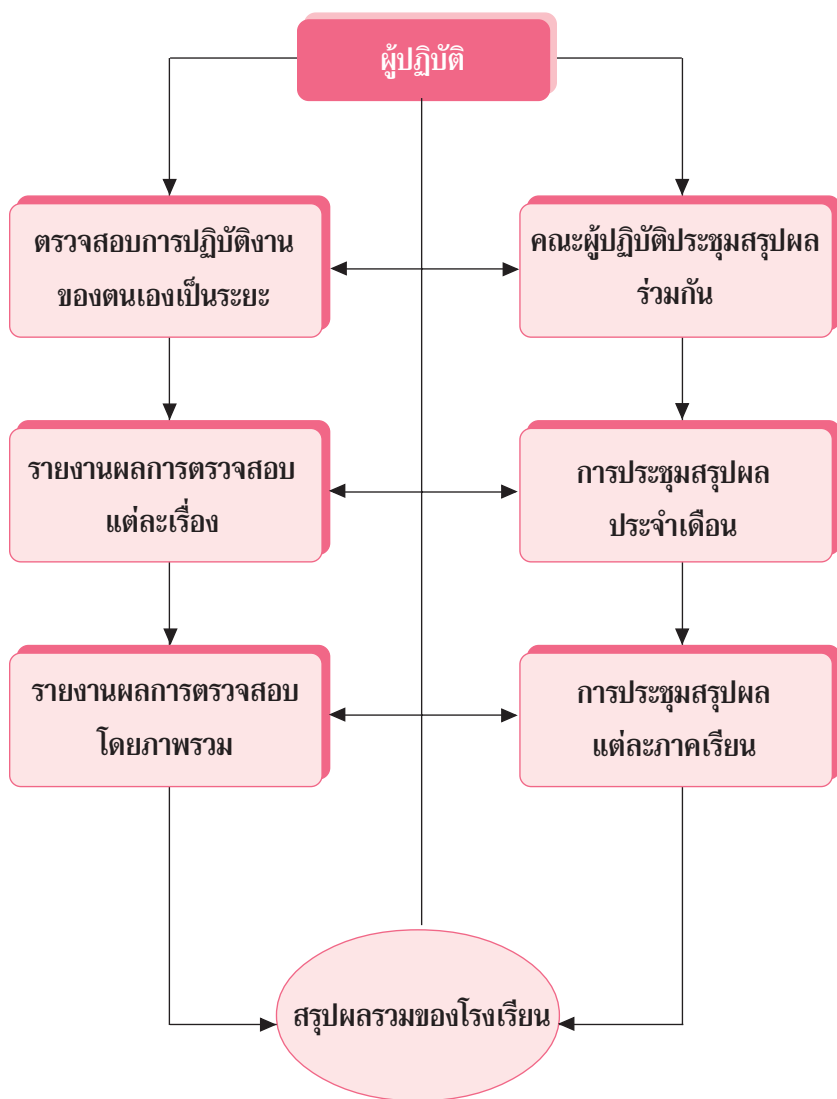 ผู้ปฏิบัติ
ตรวจสอบการปฏิบัติงาน
ของตนเองเป็นระยะ
คณะผู้ปฏิบัติประชุมสรุปผล
ร่วมกัน
รายงานผลการตรวจสอบ
แต่ละเรื่อง
การประชุมสรุปผล
ประจำเดือน
รายงานผลการตรวจสอบ
โดยภาพรวม
การประชุมสรุปผล
แต่ละภาคเรียน
สรุปผลรวมของโรงเรียน